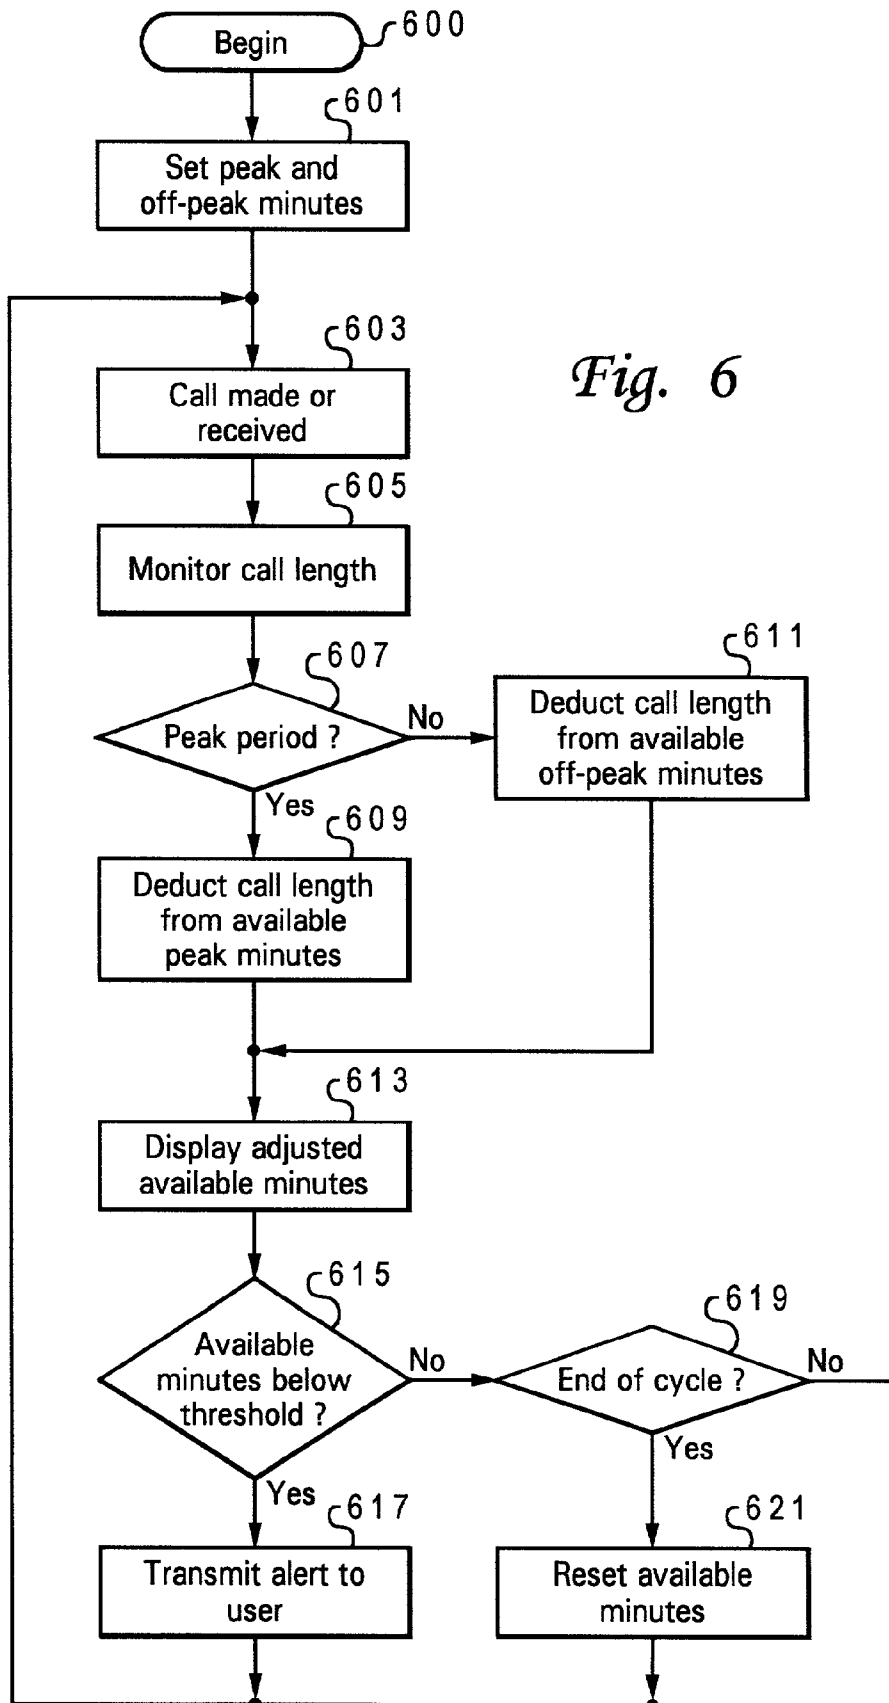 Begin
600
601
Set peak and
off-peak minutes
603
Call made or
received
Fig. 6
605
Monitor call length
607
Peak period ?
No
Yes
611
Deduct call length
from available
off-peak minutes
609
Deduct call length
from available
peak minutes
613
Display adjusted
available minutes
615
Available
minutes below
threshold ?
No
Yes
619
End of cycle ?
No
Yes
617
Transmit alert to
user
621
Reset available
minutes